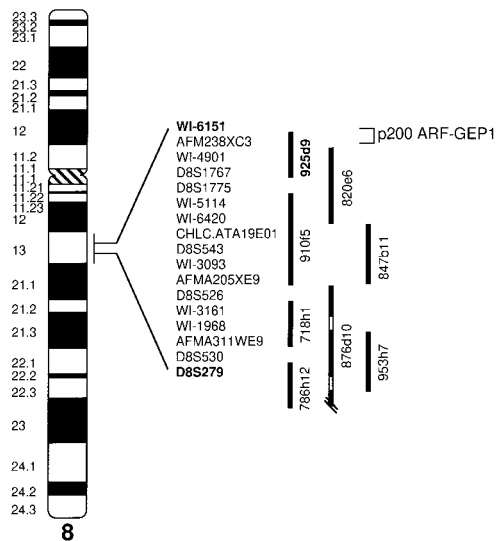 23.3
23.2
23.1
22
21.3
21.2
21.1
12
11.2
11.1
11.1
11.21
11.22
11.23
12
13
21.1
21.2
21.3
22.1
22.2
22.3
23
24.1
24.2
24.3
8
WI-6151
AFM238XC3
WI-4901
D8S1767
D8S1775
WI-5114
WI-6420
CHLC.ATA19E01
D8S543
WI-3093
AFMA205XE9
D8S526
WI-3161
WI-1968
AFMA311WE9
D8S530
D8S279
925d9
910f5
718h1
786h12
820e6
876d10
847b11
953h7
p200 ARF-GEP1